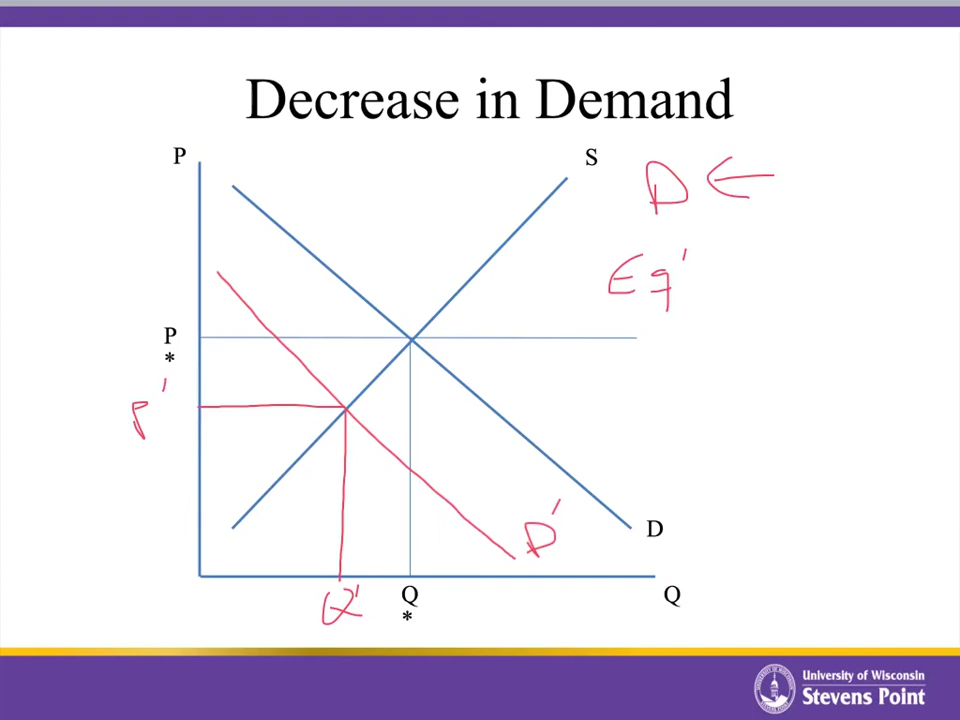 Decrease in Demand
P
S
D ←
Eq'
P
*
P'
D'
D
Q'
Q
*
Q
University of Wisconsin
Stevens Point